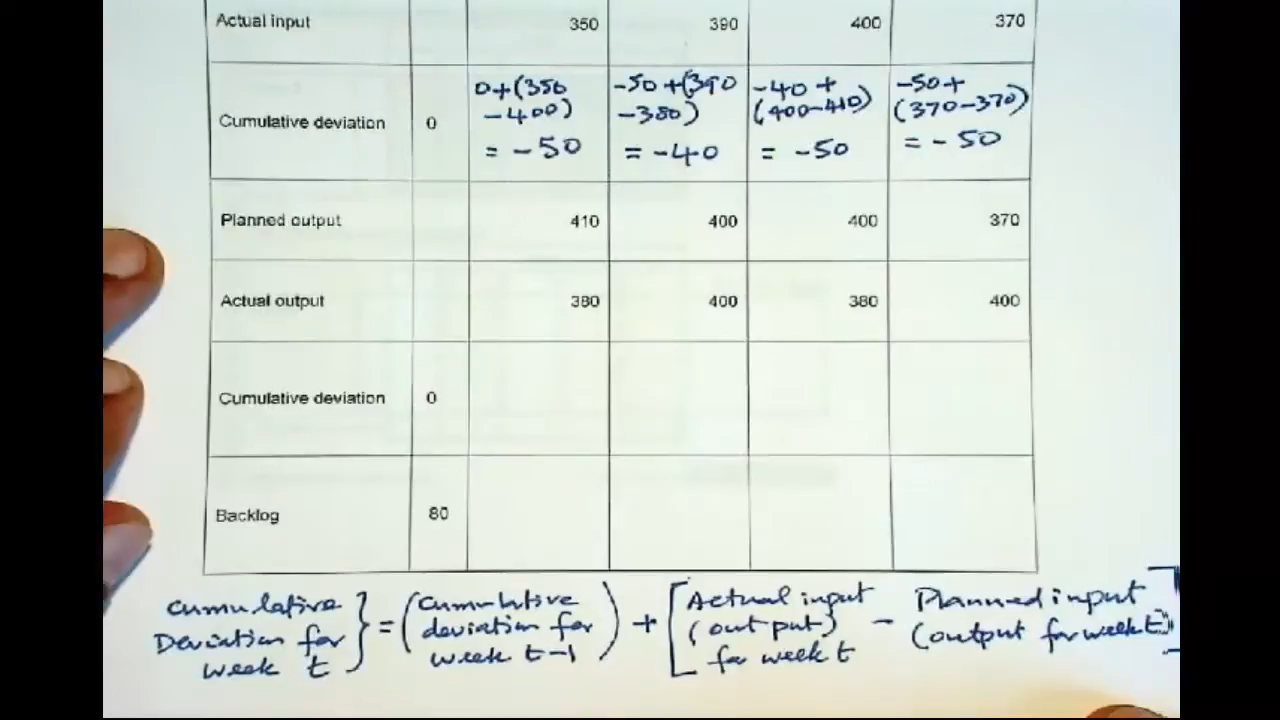 Actual input 350 390 400 370
0+(350 -50+(390 -40+ -50+
-400) -380) (400-410) (370-370)
Cumulative deviation 0
= -50 = -40 = -50 = -50
Planned output 410 400 400 370
Actual output 380 400 380 400
Cumulative deviation 0
Backlog 80
Cumulative } = (Cumulative ) + [Actual input - Planned input ]
Deviation for deviation for (output) (output for week t)
week t week t-1 for week t